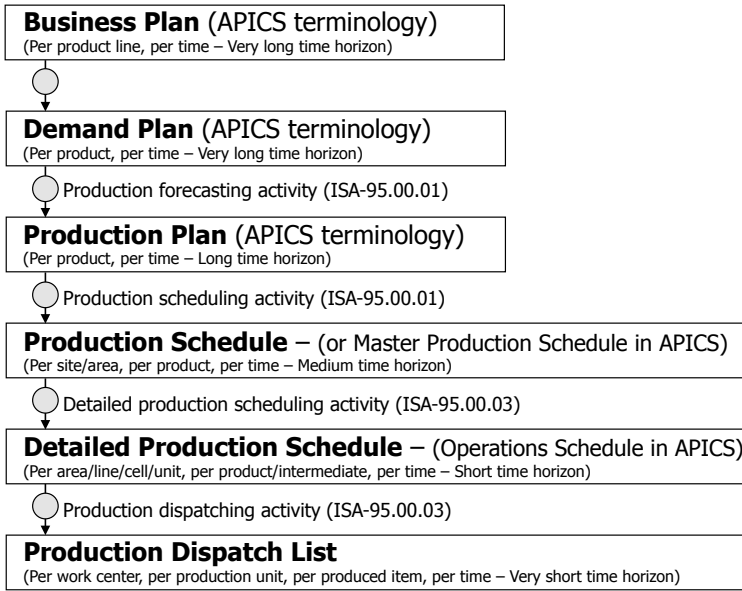 Business Plan (APICS terminology)
(Per product line, per time – Very long time horizon)
Demand Plan (APICS terminology)
(Per product, per time – Very long time horizon)
Production forecasting activity (ISA-95.00.01)
Production Plan (APICS terminology)
(Per product, per time – Long time horizon)
Production scheduling activity (ISA-95.00.01)
Production Schedule – (or Master Production Schedule in APICS)
(Per site/area, per product, per time – Medium time horizon)
Detailed production scheduling activity (ISA-95.00.03)
Detailed Production Schedule – (Operations Schedule in APICS)
(Per area/line/cell/unit, per product/intermediate, per time – Short time horizon)
Production dispatching activity (ISA-95.00.03)
Production Dispatch List
(Per work center, per production unit, per produced item, per time – Very short time horizon)